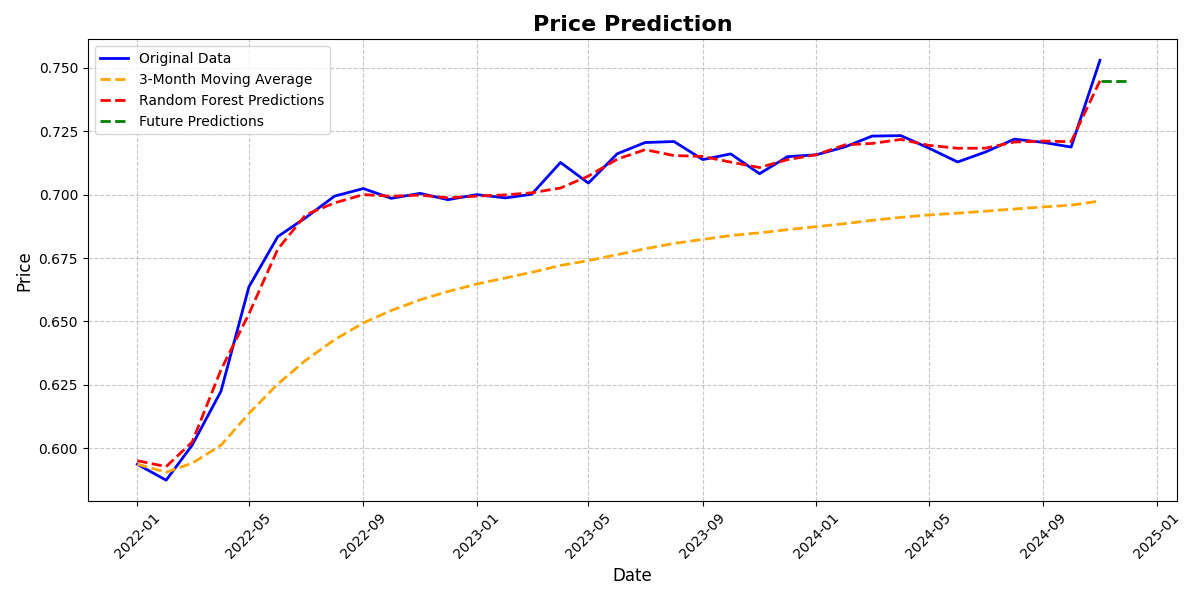 Price Prediction
Original Data
3-Month Moving Average
Random Forest Predictions
Future Predictions
Price
0.750
0.725
0.700
0.675
0.650
0.625
0.600
2022-01
2022-05
2022-09
2023-01
2023-05
2023-09
2024-01
2024-05
2024-09
2025-01
Date